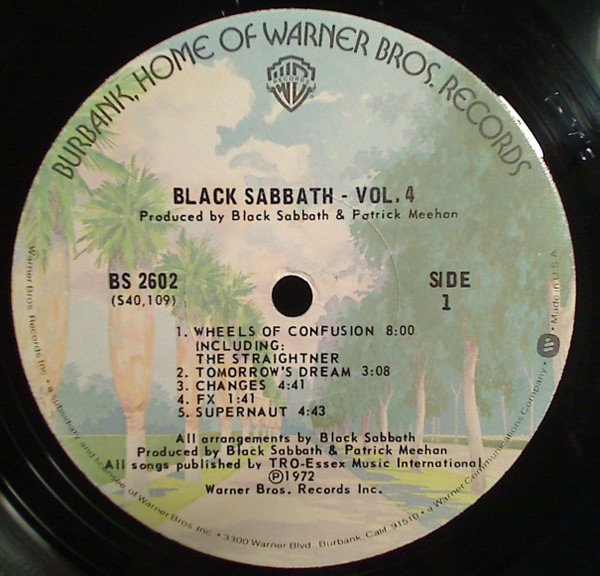 BURBANK, HOME OF WARNER BROS. RECORDS
WB
RECORDS
BLACK SABBATH - VOL. 4
Produced by Black Sabbath & Patrick Meehan
BS 2602
(S40,109)
SIDE
1
1. WHEELS OF CONFUSION 8:00
INCLUDING:
THE STRAIGHTNER
2. TOMORROW'S DREAM 3:08
3. CHANGES 4:41
4. FX 1:41
5. SUPERNAUT 4:43
All arrangements by Black Sabbath
Produced by Black Sabbath & Patrick Meehan
All songs published by TRO-Essex Music International
Ⓟ1972
Warner Bros. Records Inc.
Warner Bros. Records Inc. • a subsidiary and licensee of Warner Bros. Inc. • 3300 Warner Blvd., Burbank, Calif. 91510 • a Warner Communications Company • Made in U.S.A.